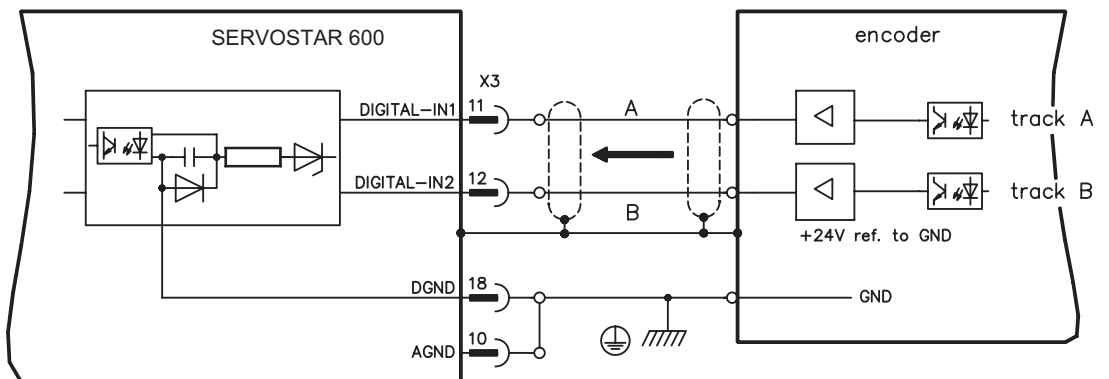 SERVOSTAR 600
encoder
X3
DIGITAL-IN1 11 A track A
DIGITAL-IN2 12 B track B
+24V ref. to GND
DGND 18 GND
AGND 10